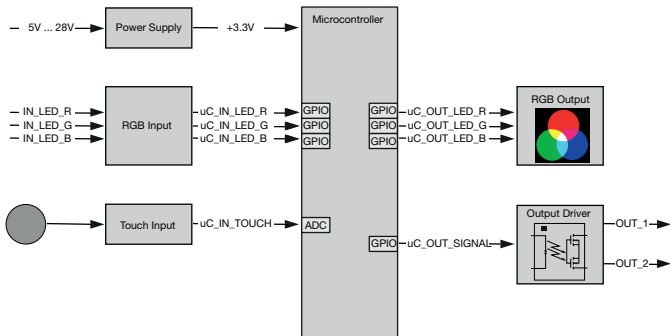 Microcontroller
5V ... 28V
Power Supply
+3.3V
IN_LED_R
IN_LED_G
IN_LED_B
RGB Input
uC_IN_LED_R
uC_IN_LED_G
uC_IN_LED_B
GPIO
GPIO
GPIO
GPIO
GPIO
GPIO
uC_OUT_LED_R
uC_OUT_LED_G
uC_OUT_LED_B
RGB Output
Touch Input
uC_IN_TOUCH
ADC
GPIO
uC_OUT_SIGNAL
Output Driver
OUT_1
OUT_2